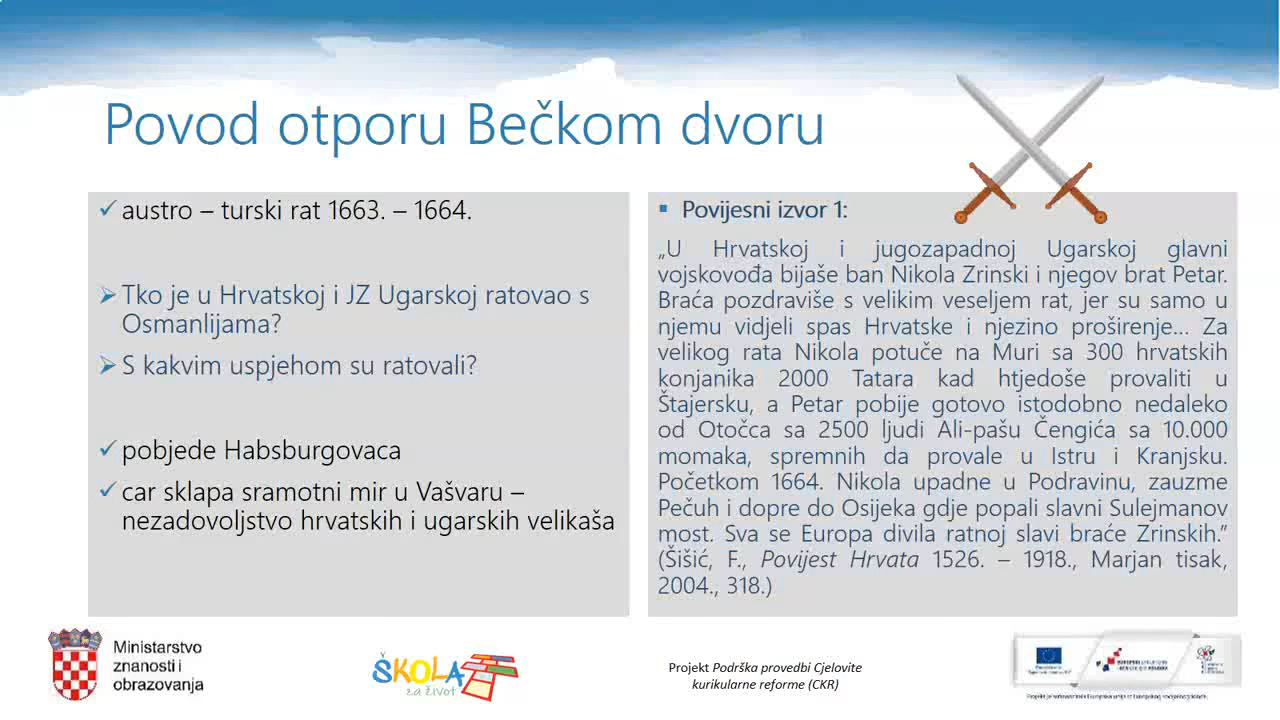 Povod otporu Bečkom dvoru
austro – turski rat 1663. – 1664.
Tko je u Hrvatskoj i JZ Ugarskoj ratovao s
Osmanlijama?
S kakvim uspjehom su ratovali?
pobjede Habsburgovaca
car sklapa sramotni mir u Vašvaru –
nezadovoljstvo hrvatskih i ugarskih velikaša
Povijesni izvor 1:
„U Hrvatskoj i jugozapadnoj Ugarskoj glavni
vojskovođa bijaše ban Nikola Zrinski i njegov brat Petar.
Braća pozdraviše s velikim veseljem rat, jer su samo u
njemu vidjeli spas Hrvatske i njezino proširenje... Za
velikog rata Nikola potuče na Muri sa 300 hrvatskih
konjanika 2000 Tatara kad htjedoše provaliti u
Štajersku, a Petar pobije gotovo istodobno nedaleko
od Otočca sa 2500 ljudi Ali-pašu Čengića sa 10.000
momaka, spremnih da provale u Istru i Kranjsku.
Početkom 1664. Nikola upadne u Podravinu, zauzme
Pečuh i dopre do Osijeka gdje popali slavni Sulejmanov
most. Sva se Europa divila ratnoj slavi braće Zrinskih.”
(Šišić, F., Povijest Hrvata 1526. – 1918., Marjan tisak,
2004., 318.)
Ministarstvo
znanosti i
obrazovanja
ŠKOLA
za život
Projekt Podrška provedbi Cjelovite
kurikularne reforme (CKR)